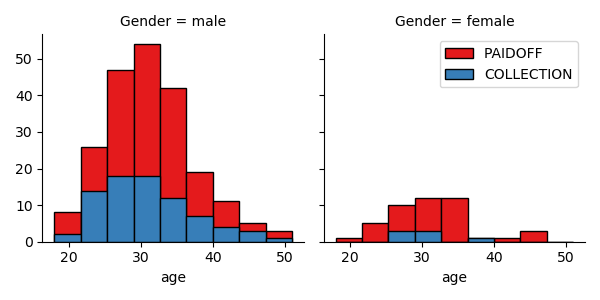 Gender = male
Gender = female
PAIDOFF
COLLECTION
50
40
30
20
10
0
20 30 40 50
20 30 40 50
age
age